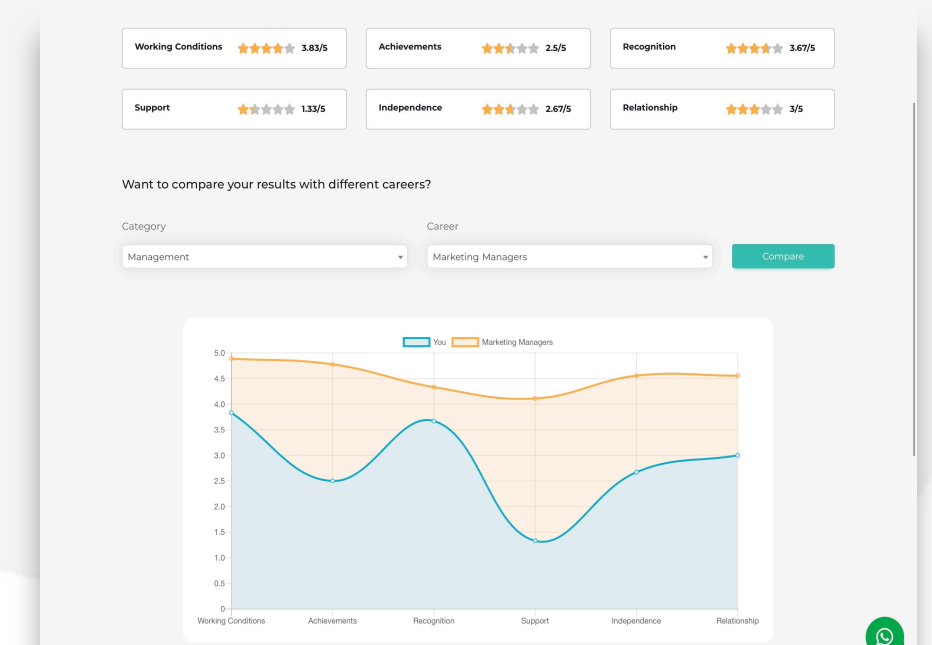 Working Conditions 3.83/5 Achievements 2.5/5 Recognition 3.67/5
Support 1.33/5 Independence 2.67/5 Relationship 3/5
Want to compare your results with different careers?
Category Career
Management Marketing Managers Compare
You Marketing Managers
5.0
4.5
4.0
3.5
3.0
2.5
2.0
1.5
1.0
0.5
0
Working Conditions Achievements Recognition Support Independence Relationship